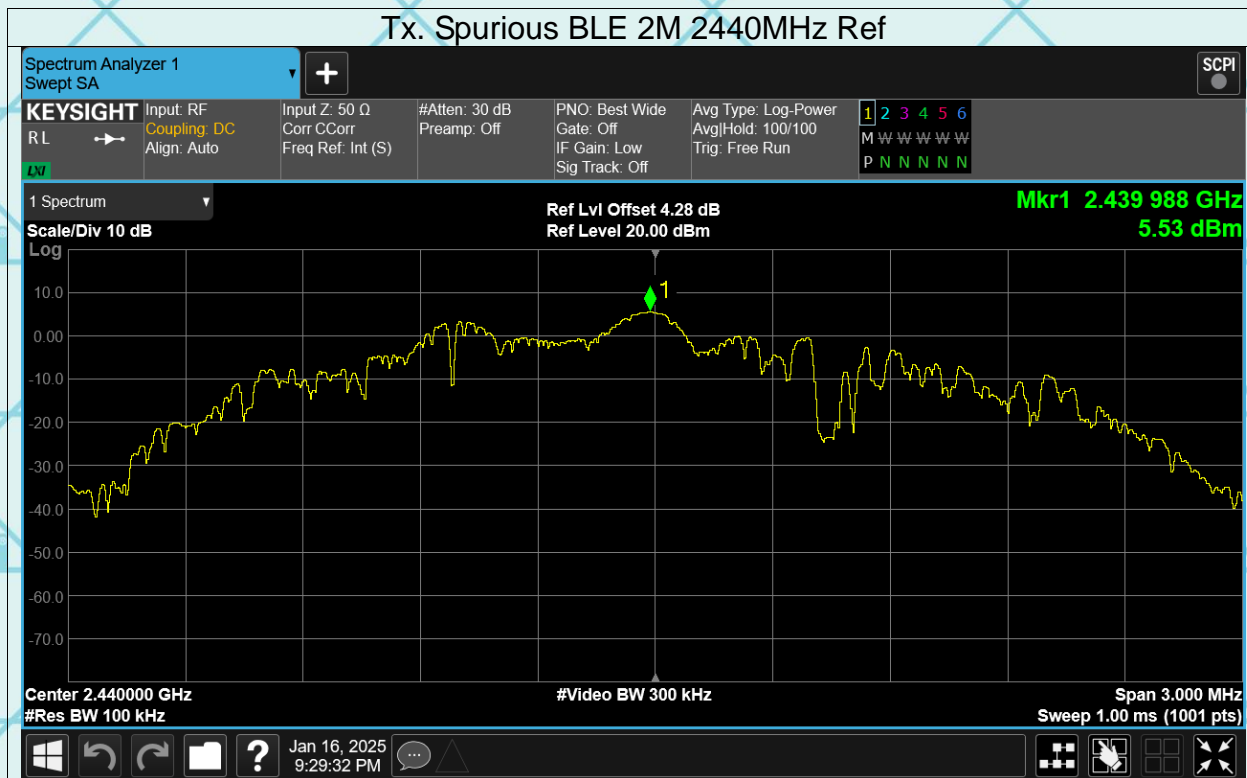 Tx. Spurious BLE 2M 2440MHz Ref
Spectrum Analyzer 1
Swept SA
▼
+
SCPI
KEYSIGHT
RL
LXI
Input: RF
Coupling: DC
Align: Auto
Input Z: 50 Ω
Corr CCorr
Freq Ref: Int (S)
#Atten: 30 dB
Preamp: Off
PNO: Best Wide
Gate: Off
IF Gain: Low
Sig Track: Off
Avg Type: Log-Power
Avg|Hold: 100/100
Trig: Free Run
1 2 3 4 5 6
M W W W W W W
P N N N N N N
1 Spectrum ▼
Scale/Div 10 dB
Ref Lvl Offset 4.28 dB
Ref Level 20.00 dBm
Mkr1 2.439 988 GHz
5.53 dBm
Log
1
10.0
0.00
-10.0
-20.0
-30.0
-40.0
-50.0
-60.0
-70.0
Center 2.440000 GHz
#Res BW 100 kHz
#Video BW 300 kHz
Span 3.000 MHz
Sweep 1.00 ms (1001 pts)
?
Jan 16, 2025
9:29:32 PM